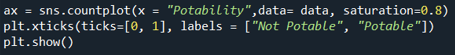 ax = sns.countplot(x = "Potability",data= data, saturation=0.8)
plt.xticks(ticks=[0, 1], labels = ["Not Potable", "Potable"])
plt.show()